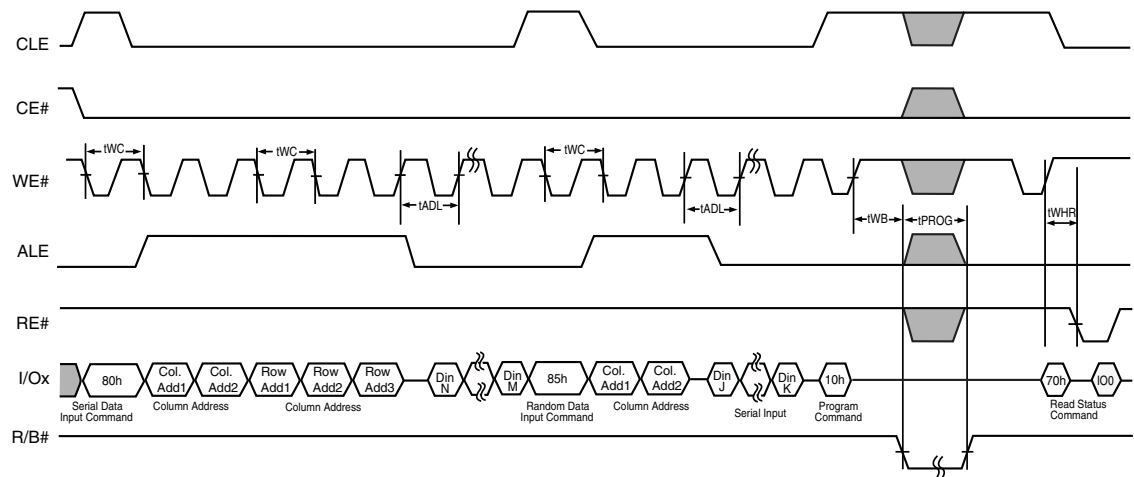 CLE
CE#
tWC
tWC
tWC
WE#
tADL
tADL
tWB
tPROG
tWHR
ALE
RE#
I/Ox
80h
Col. Add1
Col. Add2
Row Add1
Row Add2
Row Add3
Din N
Din M
85h
Col. Add1
Col. Add2
Din J
Din K
10h
70h
IO0
Serial Data
Input Command
Column Address
Column Address
Random Data
Input Command
Column Address
Serial Input
Program
Command
Read Status
Command
R/B#